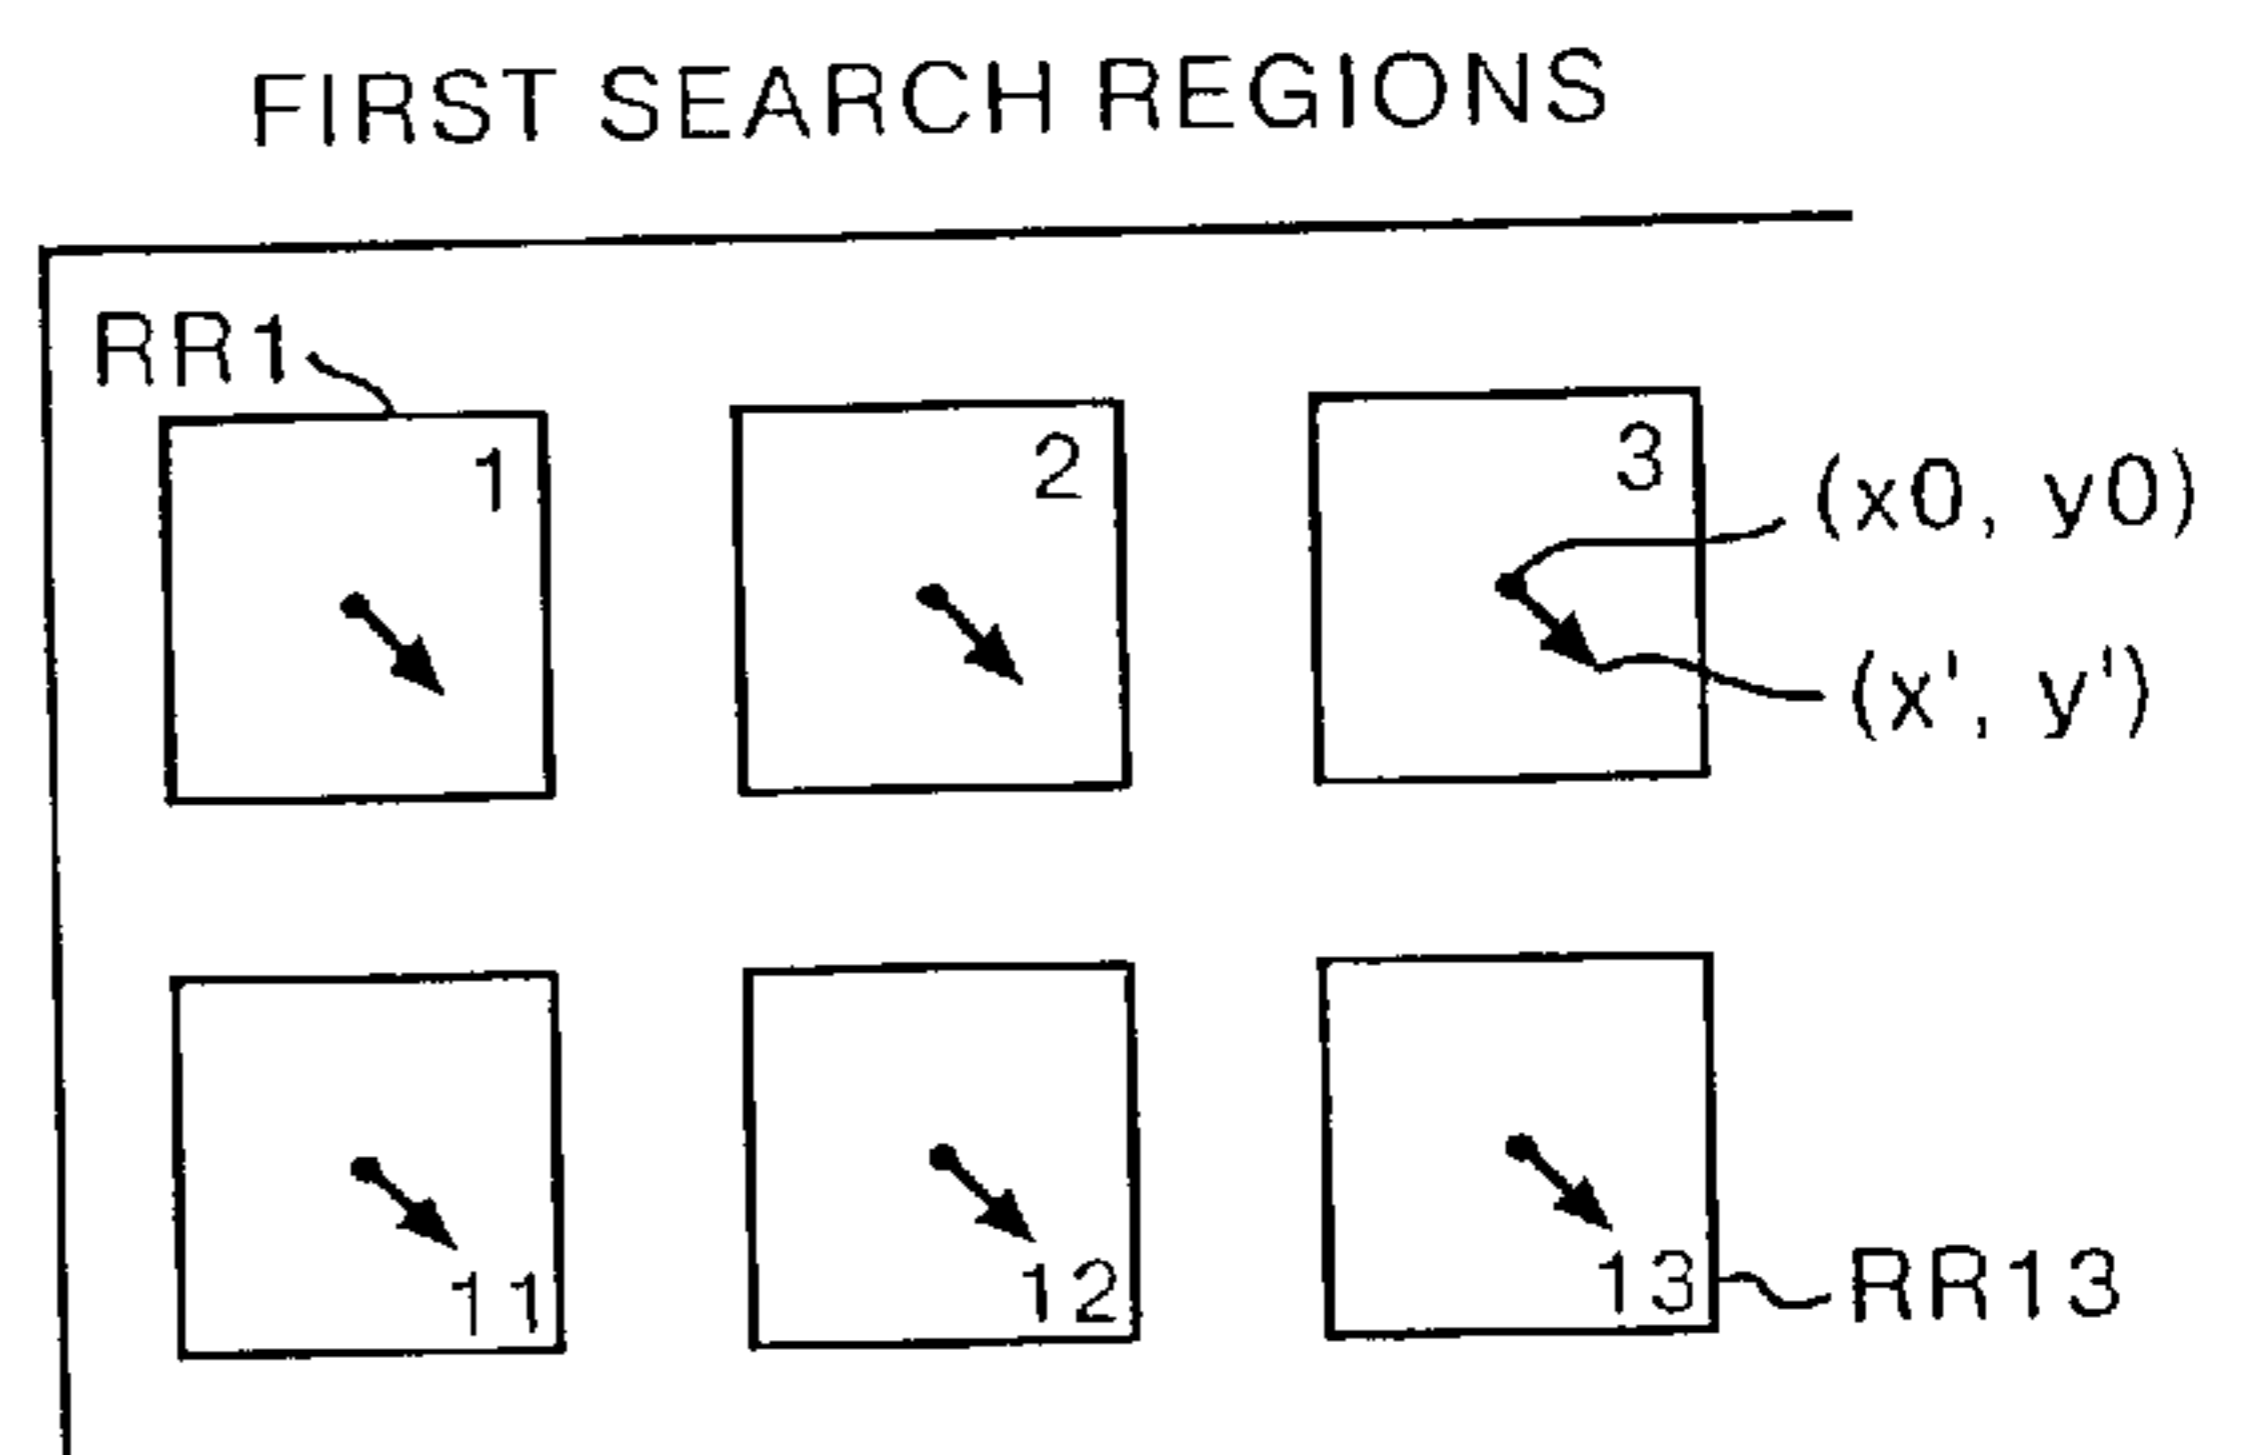 FIRST SEARCH REGIONS
RR1
1
2
3
(x0, y0)
(x', y')
11
12
13
RR13